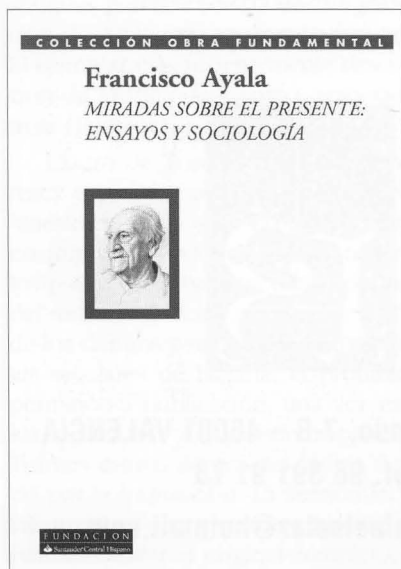 COLECCIÓN OBRA FUNDAMENTAL
Francisco Ayala
MIRADAS SOBRE EL PRESENTE:
ENSAYOS Y SOCIOLOGÍA
FUNDACION
Santander Central Hispano